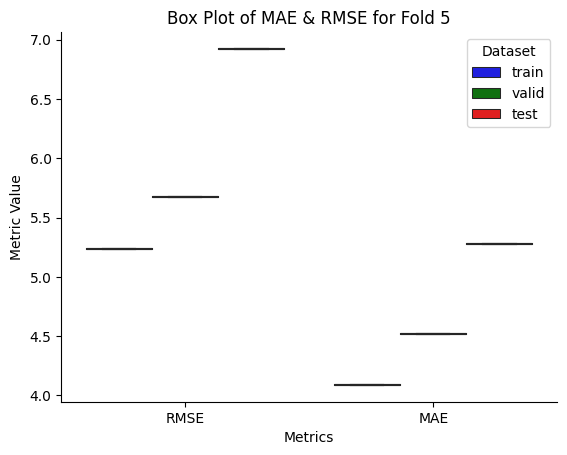 Box Plot of MAE & RMSE for Fold 5
Metric Value
7.0
6.5
6.0
5.5
5.0
4.5
4.0
Dataset
train
valid
test
RMSE
MAE
Metrics